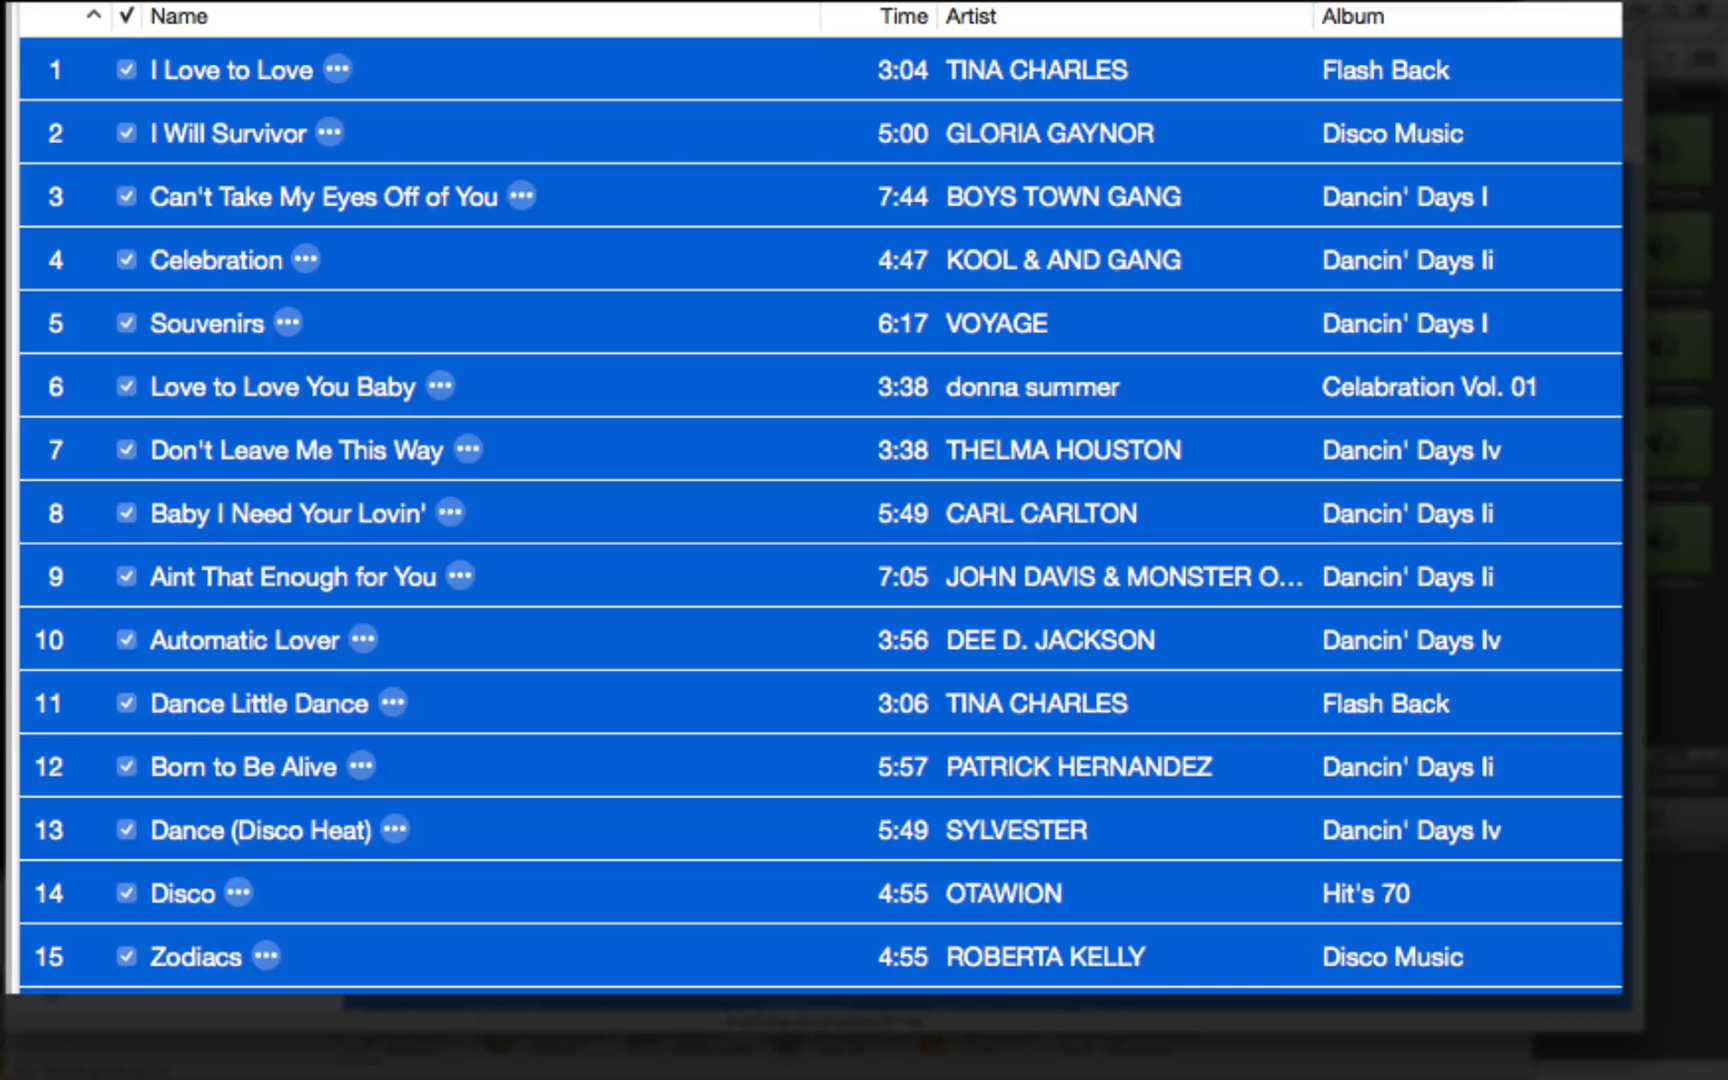 Name Time Artist Album
1 I Love to Love 3:04 TINA CHARLES Flash Back
2 I Will Survivor 5:00 GLORIA GAYNOR Disco Music
3 Can't Take My Eyes Off of You 7:44 BOYS TOWN GANG Dancin' Days I
4 Celebration 4:47 KOOL & AND GANG Dancin' Days Ii
5 Souvenirs 6:17 VOYAGE Dancin' Days I
6 Love to Love You Baby 3:38 donna summer Celabration Vol. 01
7 Don't Leave Me This Way 3:38 THELMA HOUSTON Dancin' Days Iv
8 Baby I Need Your Lovin' 5:49 CARL CARLTON Dancin' Days Ii
9 Aint That Enough for You 7:05 JOHN DAVIS & MONSTER O... Dancin' Days Ii
10 Automatic Lover 3:56 DEE D. JACKSON Dancin' Days Iv
11 Dance Little Dance 3:06 TINA CHARLES Flash Back
12 Born to Be Alive 5:57 PATRICK HERNANDEZ Dancin' Days Ii
13 Dance (Disco Heat) 5:49 SYLVESTER Dancin' Days Iv
14 Disco 4:55 OTAWION Hit's 70
15 Zodiacs 4:55 ROBERTA KELLY Disco Music